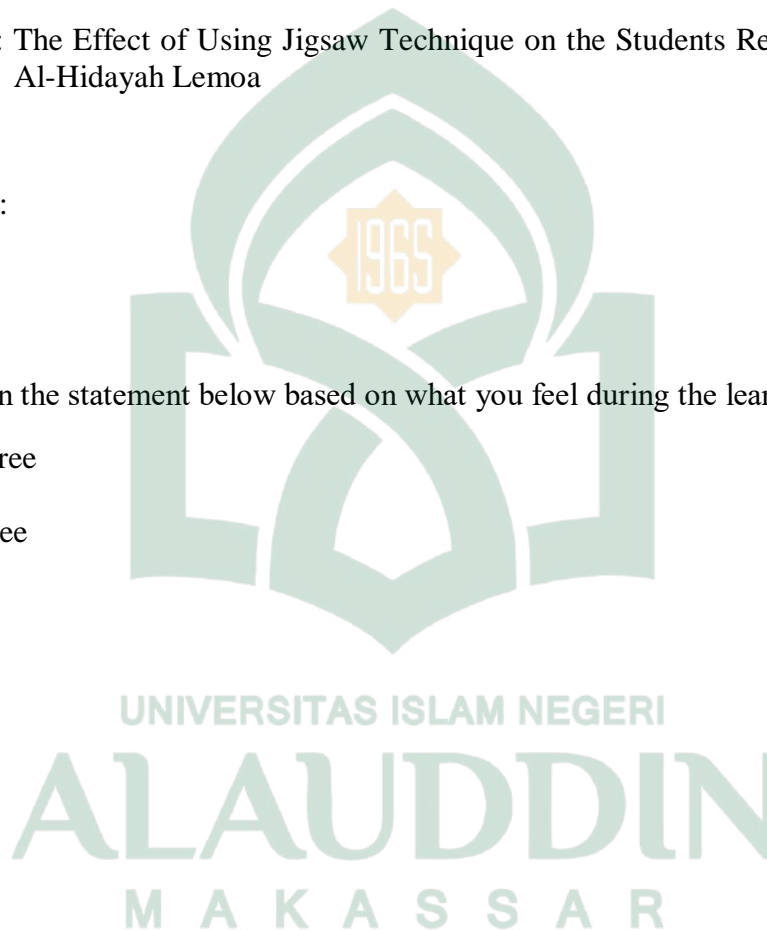 : The Effect of Using Jigsaw Technique on the Students Re
Al-Hidayah Lemoa
:
1965
n the statement below based on what you feel during the lear
ree
ee
UNIVERSITAS ISLAM NEGERI
ALAUDDIN
M A K A S S A R